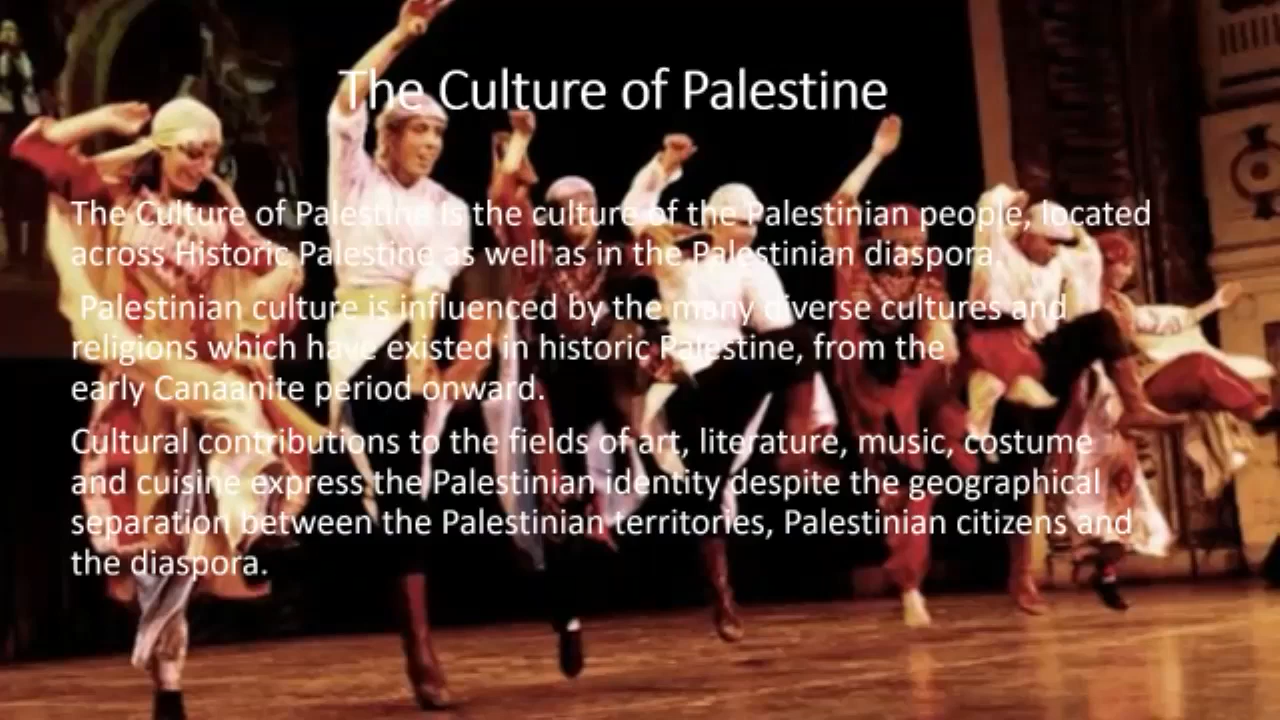 The Culture of Palestine
The Culture of Palestine is the culture of the Palestinian people, located
across Historic Palestine as well as in the Palestinian diaspora.
Palestinian culture is influenced by the many diverse cultures and
religions which have existed in historic Palestine, from the
early Canaanite period onward.
Cultural contributions to the fields of art, literature, music, costume
and cuisine express the Palestinian identity despite the geographical
separation between the Palestinian territories, Palestinian citizens and
the diaspora.